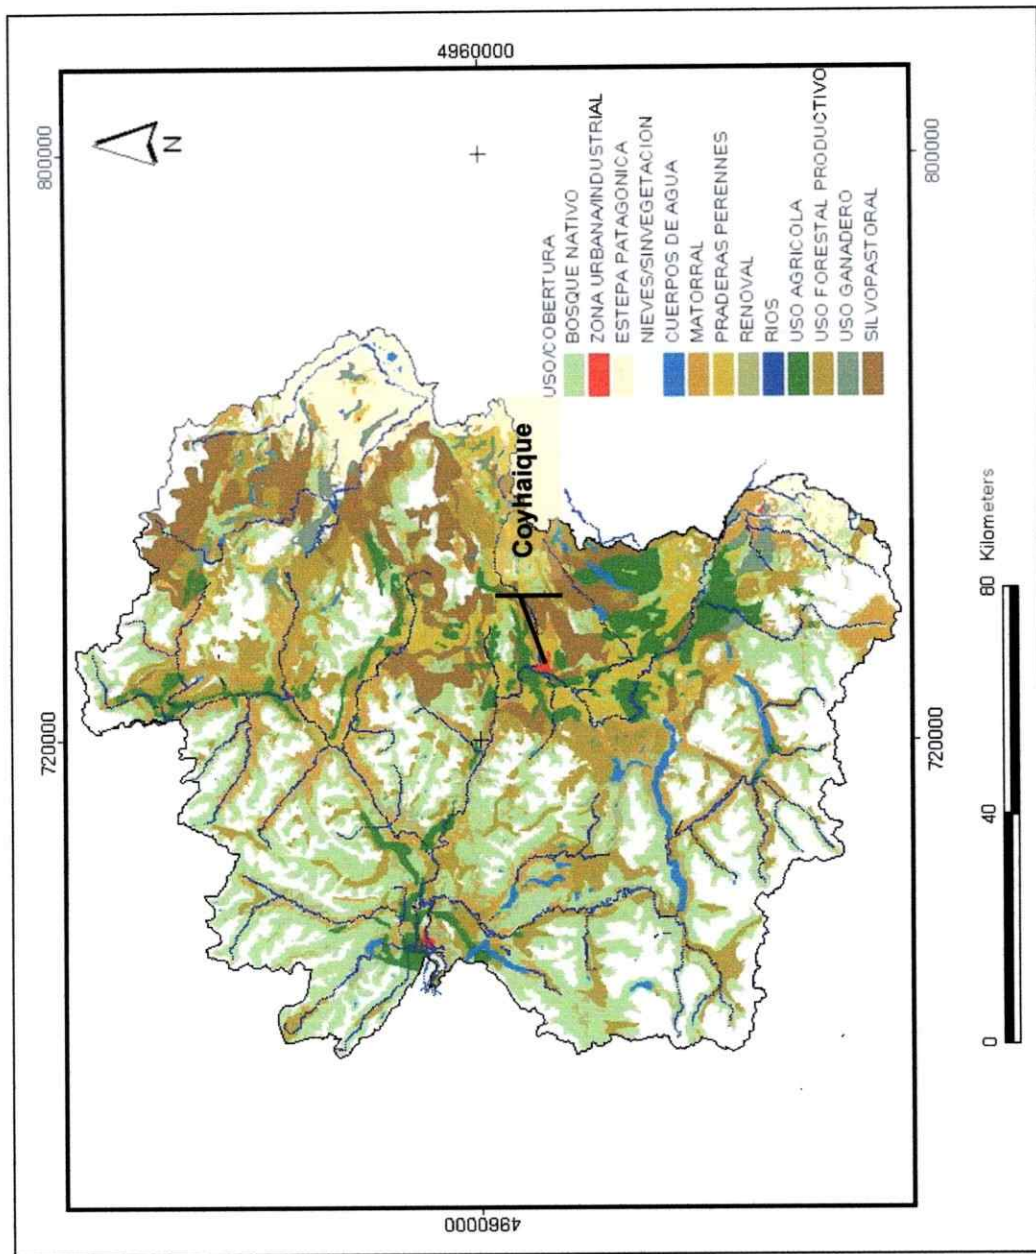 4960000
800000
720000
N
Coyhaique
USO/COBERTURA
BOSQUE NATIVO
ZONA URBANA/INDUSTRIAL
ESTEPA PATAGONICA
NIEVES/SINVEGETACION
CUERPOS DE AGUA
MATORRAL
PRADERAS PERENNES
RENOVAL
RIOS
USO AGRICOLA
USO FORESTAL PRODUCTIVO
USO GANADERO
SILVOPASTORAL
800000
720000
4960000
0 40 80 Kilometers